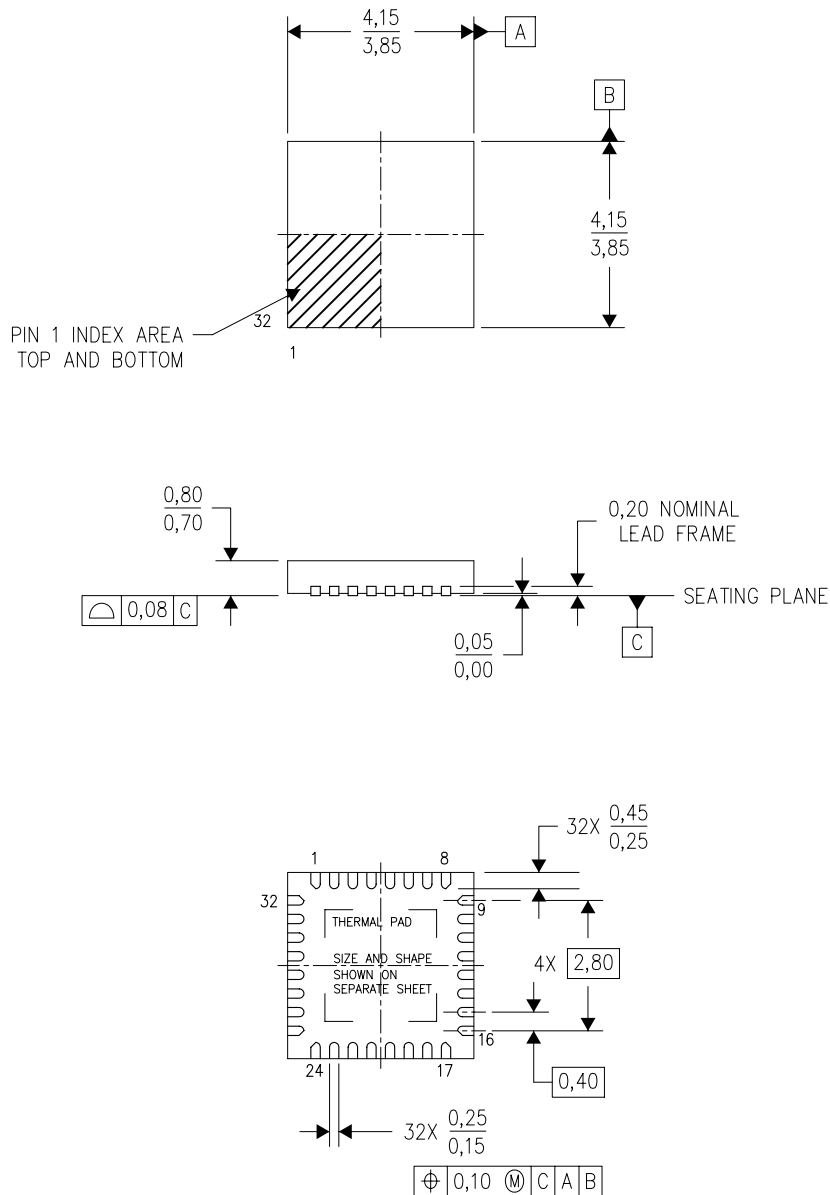 4,15
3,85
A
B
4,15
3,85
32
PIN 1 INDEX AREA
TOP AND BOTTOM
1
0,80
0,70
0,20 NOMINAL
LEAD FRAME
SEATING PLANE
0,08 C
0,05
0,00
C
32X 0,45
0,25
1
8
32
9
THERMAL PAD
SIZE AND SHAPE
SHOWN ON
SEPARATE SHEET
4X 2,80
16
24
17
0,40
32X 0,25
0,15
0,10 Ⓜ C A B